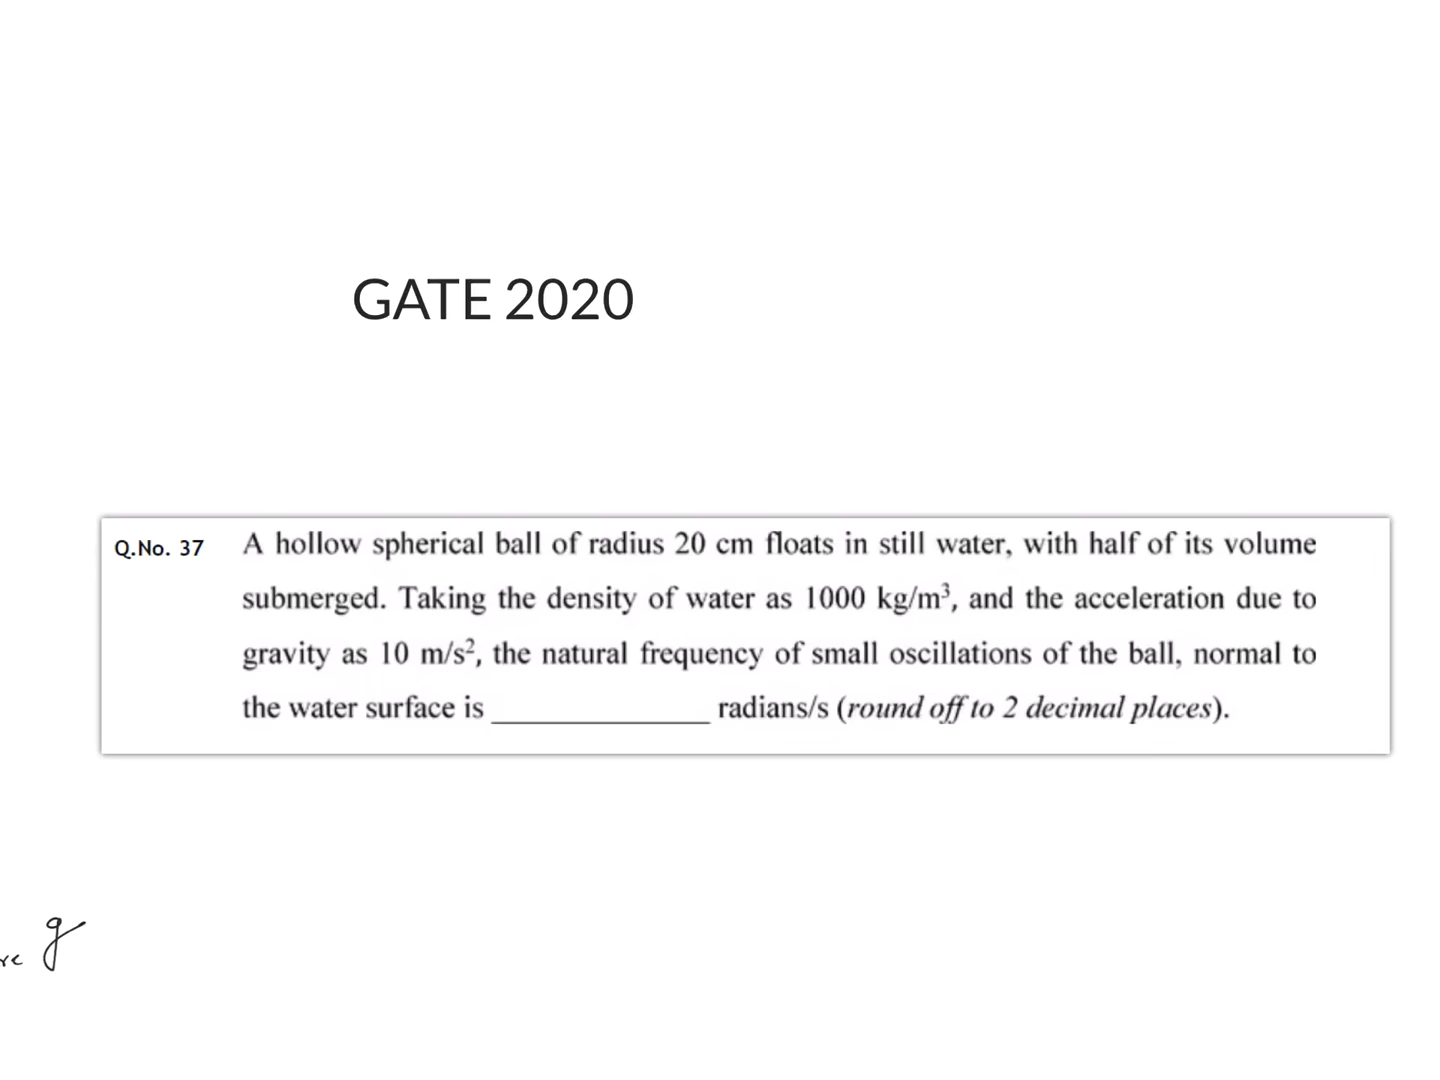 GATE 2020
Q.No. 37 A hollow spherical ball of radius 20 cm floats in still water, with half of its volume
submerged. Taking the density of water as 1000 kg/m³, and the acceleration due to
gravity as 10 m/s², the natural frequency of small oscillations of the ball, normal to
the water surface is ______________ radians/s (round off to 2 decimal places).
g